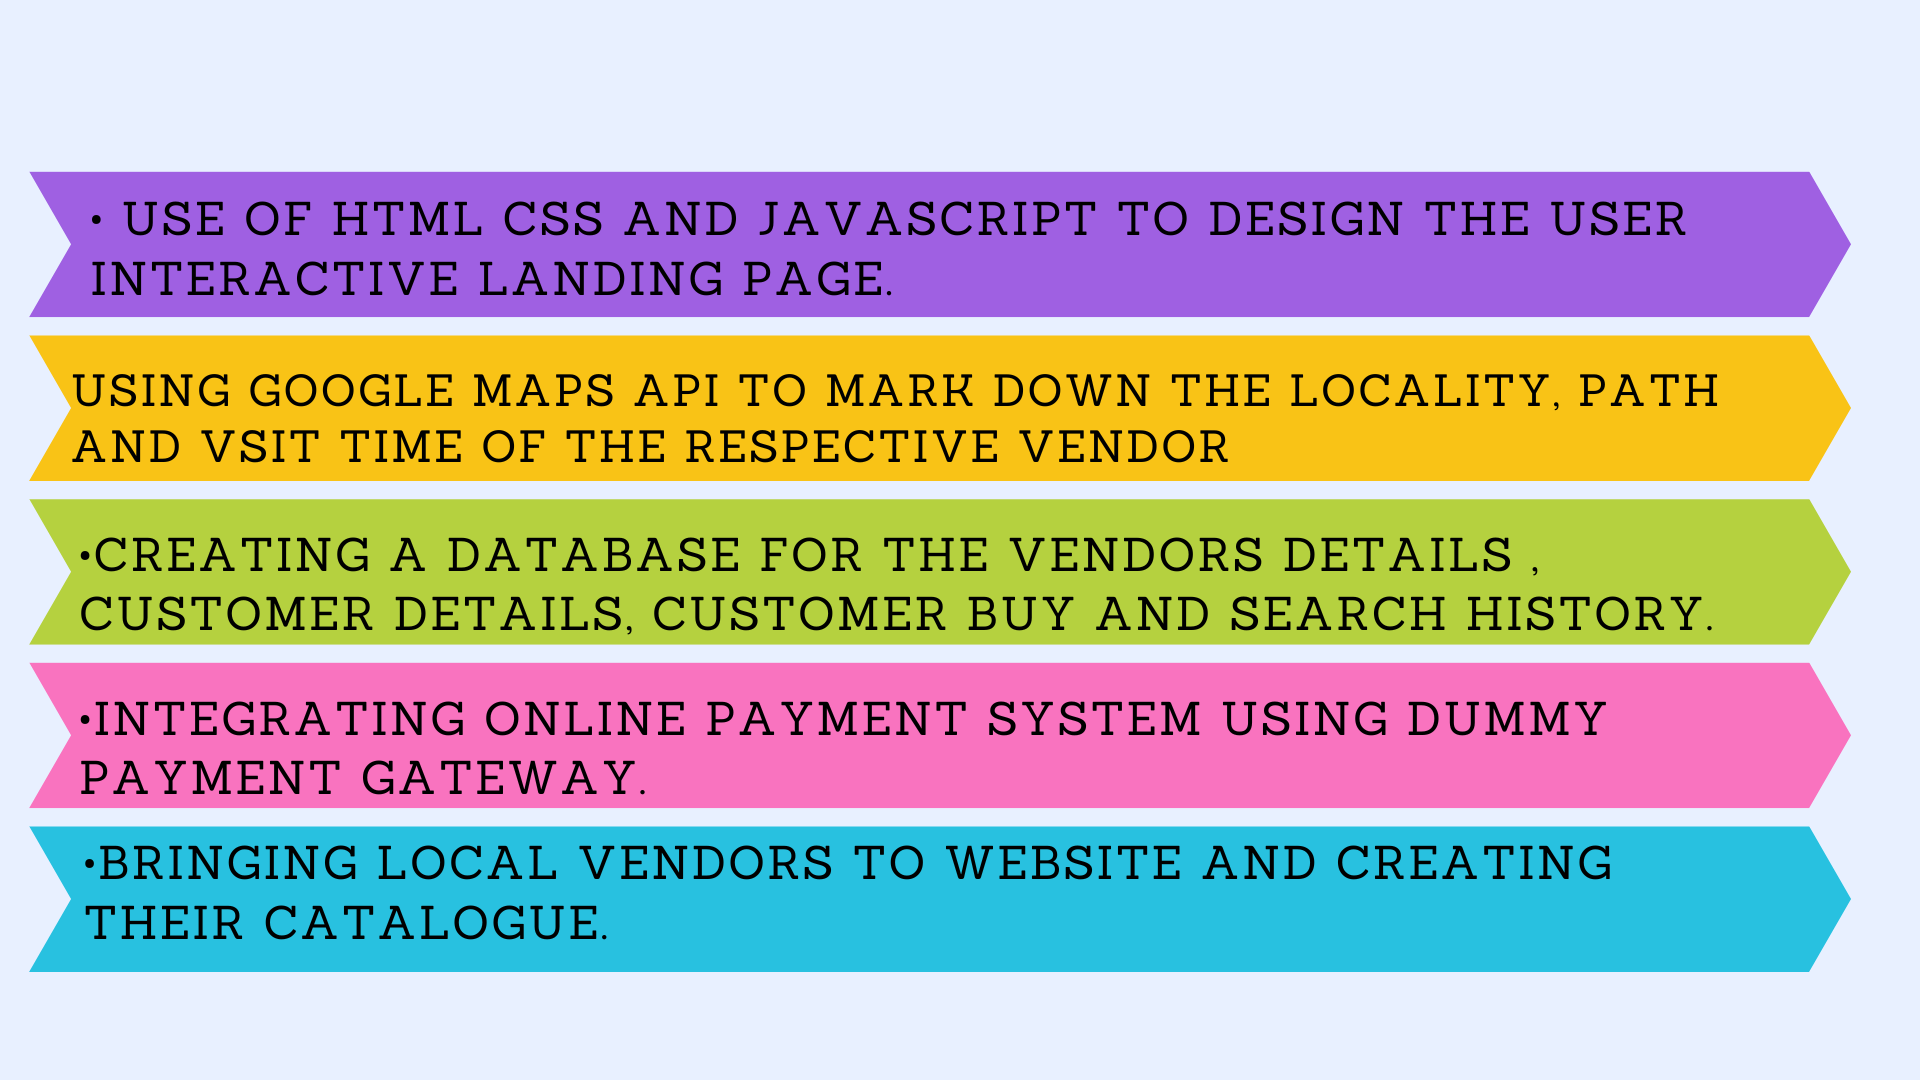 • USE OF HTML CSS AND JAVASCRIPT TO DESIGN THE USER
INTERACTIVE LANDING PAGE.
USING GOOGLE MAPS API TO MARK DOWN THE LOCALITY, PATH
AND VSIT TIME OF THE RESPECTIVE VENDOR
•CREATING A DATABASE FOR THE VENDORS DETAILS ,
CUSTOMER DETAILS, CUSTOMER BUY AND SEARCH HISTORY.
•INTEGRATING ONLINE PAYMENT SYSTEM USING DUMMY
PAYMENT GATEWAY.
•BRINGING LOCAL VENDORS TO WEBSITE AND CREATING
THEIR CATALOGUE.